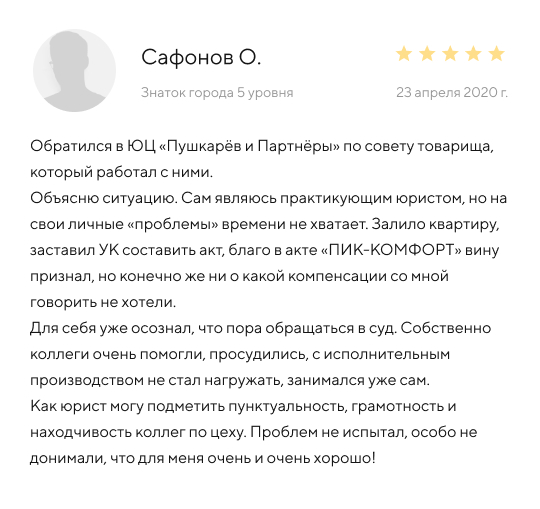 Сафонов О.
Знаток города 5 уровня
23 апреля 2020 г.
Обратился в ЮЦ «Пушкарёв и Партнёры» по совету товарища,
который работал с ними.
Объясню ситуацию. Сам являюсь практикующим юристом, но на
свои личные «проблемы» времени не хватает. Залило квартиру,
заставил УК составить акт, благо в акте «ПИК-КОМФОРТ» вину
признал, но конечно же ни о какой компенсации со мной
говорить не хотели.
Для себя уже осознал, что пора обращаться в суд. Собственно
коллеги очень помогли, просудились, с исполнительным
производством не стал нагружать, занимался уже сам.
Как юрист могу подметить пунктуальность, грамотность и
находчивость коллег по цеху. Проблем не испытал, особо не
донимали, что для меня очень и очень хорошо!